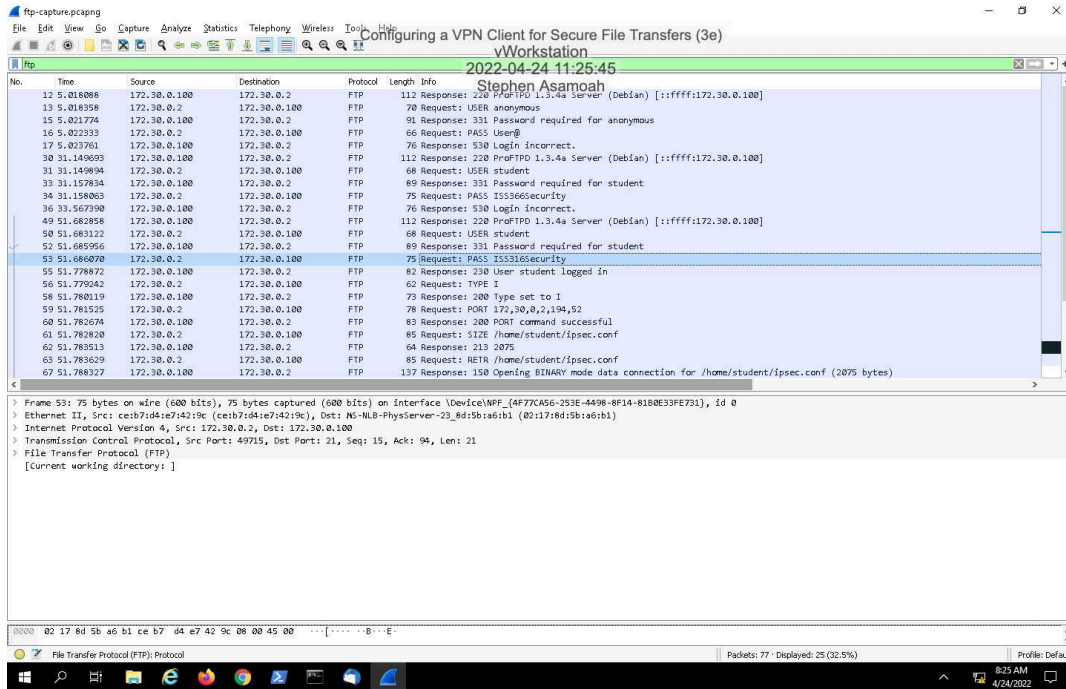 ftp-capture.pcapng
File Edit View Go Capture Analyze Statistics Telephony Wireless Tools Help
Configuring a VPN Client for Secure File Transfers (3e)
vWorkstation
2022-04-24 11:25:45
Stephen Asamoah
ftp
No. Time Source Destination Protocol Length Info
12 5.018088 172.30.0.100 172.30.0.2 FTP 112 Response: 220 ProFTPD 1.3.4a Server (Debian) [::ffff:172.30.0.100]
13 5.018358 172.30.0.2 172.30.0.100 FTP 70 Request: USER anonymous
15 5.021774 172.30.0.100 172.30.0.2 FTP 91 Response: 331 Password required for anonymous
16 5.022333 172.30.0.2 172.30.0.100 FTP 66 Request: PASS User@
17 5.023761 172.30.0.100 172.30.0.2 FTP 76 Response: 530 Login incorrect.
30 31.149693 172.30.0.100 172.30.0.2 FTP 112 Response: 220 ProFTPD 1.3.4a Server (Debian) [::ffff:172.30.0.100]
31 31.149894 172.30.0.2 172.30.0.100 FTP 68 Request: USER student
33 31.157834 172.30.0.100 172.30.0.2 FTP 89 Response: 331 Password required for student
34 31.158063 172.30.0.2 172.30.0.100 FTP 75 Request: PASS ISS366Security
36 33.567390 172.30.0.100 172.30.0.2 FTP 76 Response: 530 Login incorrect.
49 51.682858 172.30.0.100 172.30.0.2 FTP 112 Response: 220 ProFTPD 1.3.4a Server (Debian) [::ffff:172.30.0.100]
50 51.683122 172.30.0.2 172.30.0.100 FTP 68 Request: USER student
52 51.685956 172.30.0.100 172.30.0.2 FTP 89 Response: 331 Password required for student
53 51.686070 172.30.0.2 172.30.0.100 FTP 75 Request: PASS ISS316Security
55 51.778872 172.30.0.100 172.30.0.2 FTP 82 Response: 230 User student logged in
56 51.779242 172.30.0.2 172.30.0.100 FTP 62 Request: TYPE I
58 51.780119 172.30.0.100 172.30.0.2 FTP 73 Response: 200 Type set to I
59 51.781525 172.30.0.2 172.30.0.100 FTP 78 Request: PORT 172,30,0,2,194,52
60 51.782674 172.30.0.100 172.30.0.2 FTP 83 Response: 200 PORT command successful
61 51.782820 172.30.0.2 172.30.0.100 FTP 85 Request: SIZE /home/student/ipsec.conf
62 51.783513 172.30.0.100 172.30.0.2 FTP 64 Response: 213 2075
63 51.783629 172.30.0.2 172.30.0.100 FTP 85 Request: RETR /home/student/ipsec.conf
67 51.788327 172.30.0.100 172.30.0.2 FTP 137 Response: 150 Opening BINARY mode data connection for /home/student/ipsec.conf (2075 bytes)
> Frame 53: 75 bytes on wire (600 bits), 75 bytes captured (600 bits) on interface \Device\NPF_{4F77CA56-253E-4498-8F14-81B0E33FE731}, id 0
> Ethernet II, Src: ce:b7:d4:e7:42:9c (ce:b7:d4:e7:42:9c), Dst: MS-NLB-PhysServer-23_8d:5b:a6:b1 (02:17:8d:5b:a6:b1)
> Internet Protocol Version 4, Src: 172.30.0.2, Dst: 172.30.0.100
> Transmission Control Protocol, Src Port: 49715, Dst Port: 21, Seq: 15, Ack: 94, Len: 21
> File Transfer Protocol (FTP)
[Current working directory: ]
0000 02 17 8d 5b a6 b1 ce b7 d4 e7 42 9c 08 00 45 00 ···[···· ··B···E·
File Transfer Protocol (FTP): Protocol Packets: 77 · Displayed: 25 (32.5%) Profile: Defau
8:25 AM
4/24/2022